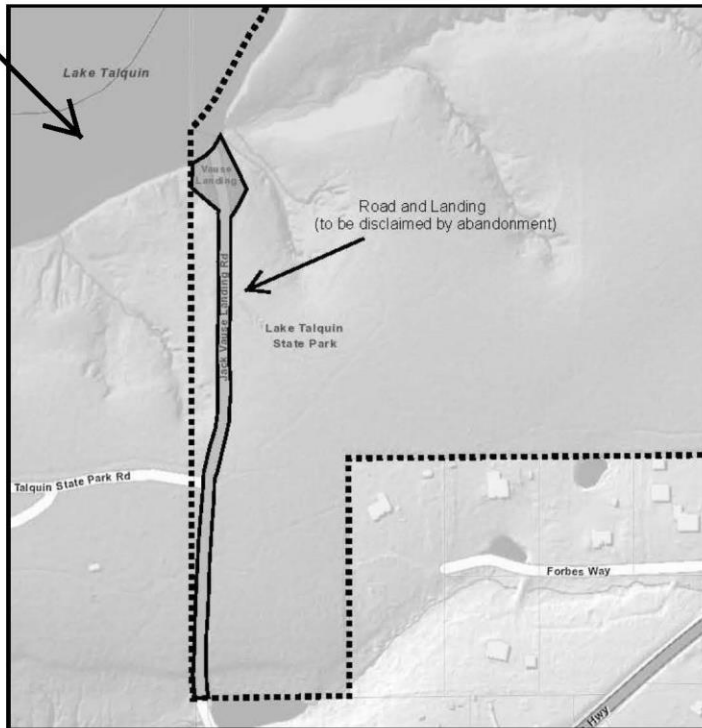 Lake Talquin
Vause
Landing
Road and Landing
(to be disclaimed by abandonment)
Jack Vause Landing Rd
Lake Talquin
State Park
Talquin State Park Rd
Forbes Way
Hwy